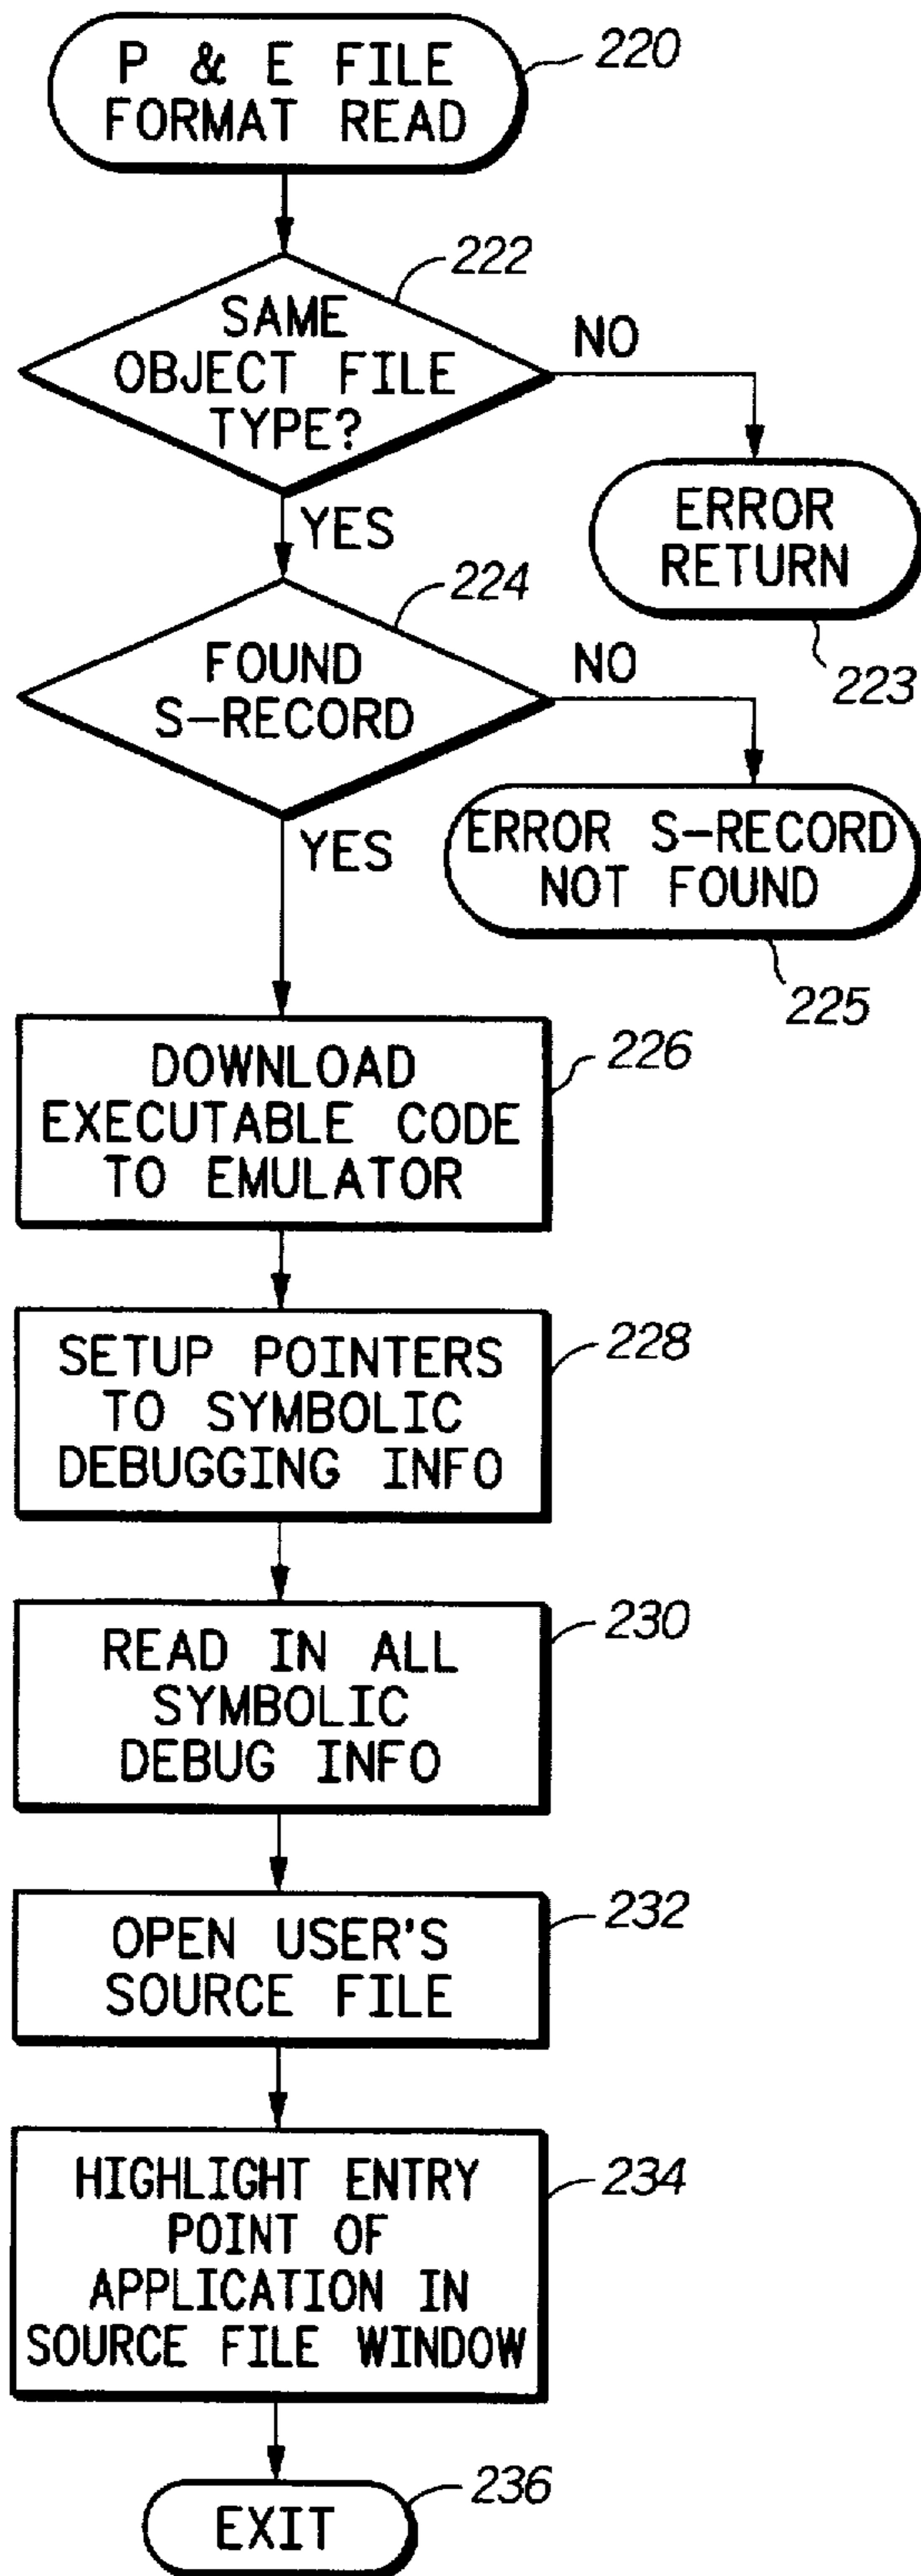 P & E FILE
FORMAT READ
220
222
SAME
OBJECT FILE
TYPE?
NO
YES
ERROR
RETURN
223
224
FOUND
S-RECORD
NO
YES
ERROR S-RECORD
NOT FOUND
225
DOWNLOAD
EXECUTABLE CODE
TO EMULATOR
226
SETUP POINTERS
TO SYMBOLIC
DEBUGGING INFO
228
READ IN ALL
SYMBOLIC
DEBUG INFO
230
OPEN USER'S
SOURCE FILE
232
HIGHLIGHT ENTRY
POINT OF
APPLICATION IN
SOURCE FILE WINDOW
234
EXIT
236